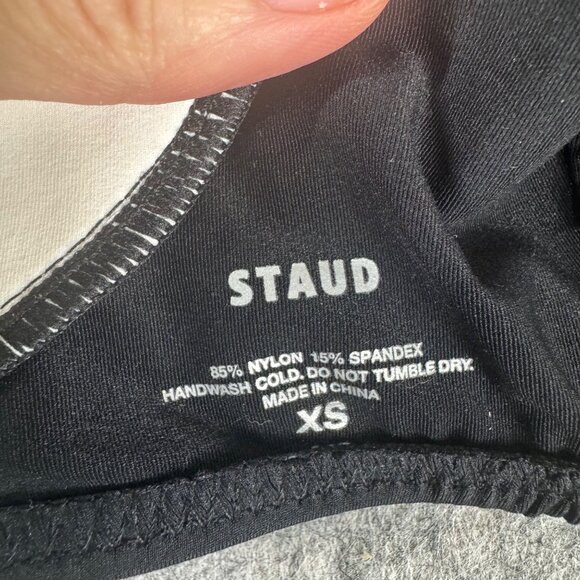 STAUD
85% NYLON 15% SPANDEX
HANDWASH COLD. DO NOT TUMBLE DRY.
MADE IN CHINA
XS